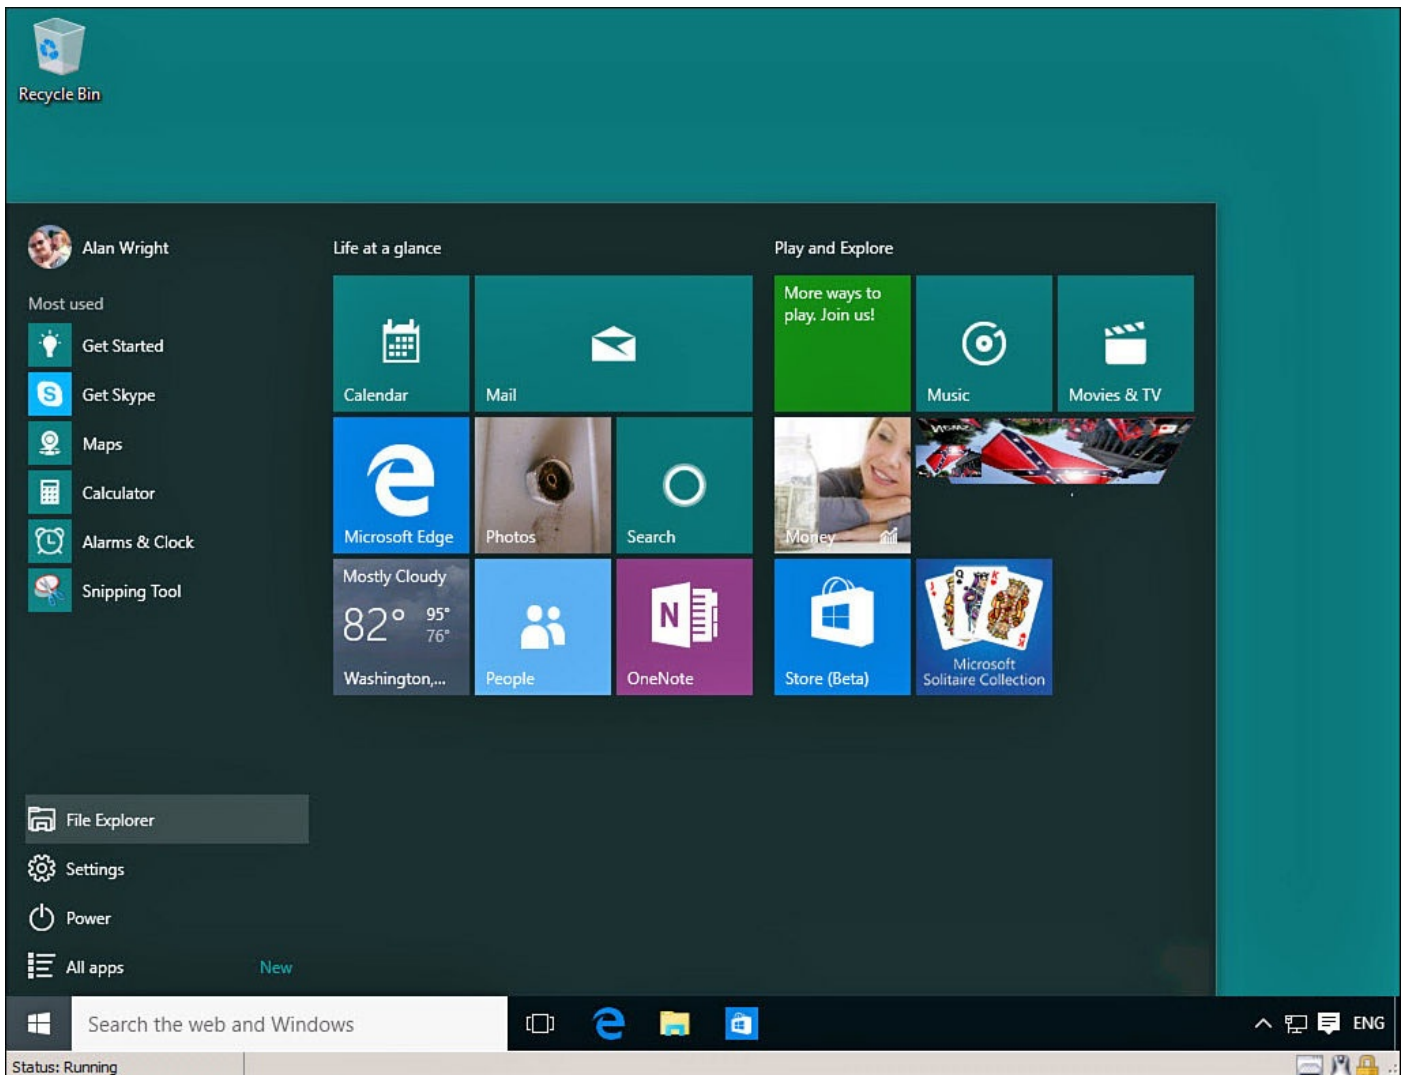 Recycle Bin
Alan Wright
Most used
Get Started
Get Skype
Maps
Calculator
Alarms & Clock
Snipping Tool
File Explorer
Settings
Power
All apps
New
Life at a glance
Calendar
Mail
Microsoft Edge
Photos
Search
Mostly Cloudy
82° 95°
76°
Washington,...
People
N
OneNote
Play and Explore
More ways to
play. Join us!
Music
Movies & TV
Money
Store (Beta)
Microsoft
Solitaire Collection
Search the web and Windows
ENG
Status: Running